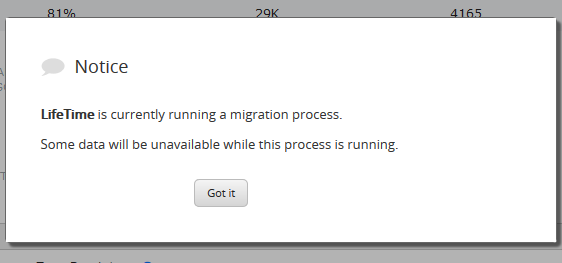 81% 29K 4165
Notice
LifeTime is currently running a migration process.
Some data will be unavailable while this process is running.
Got it